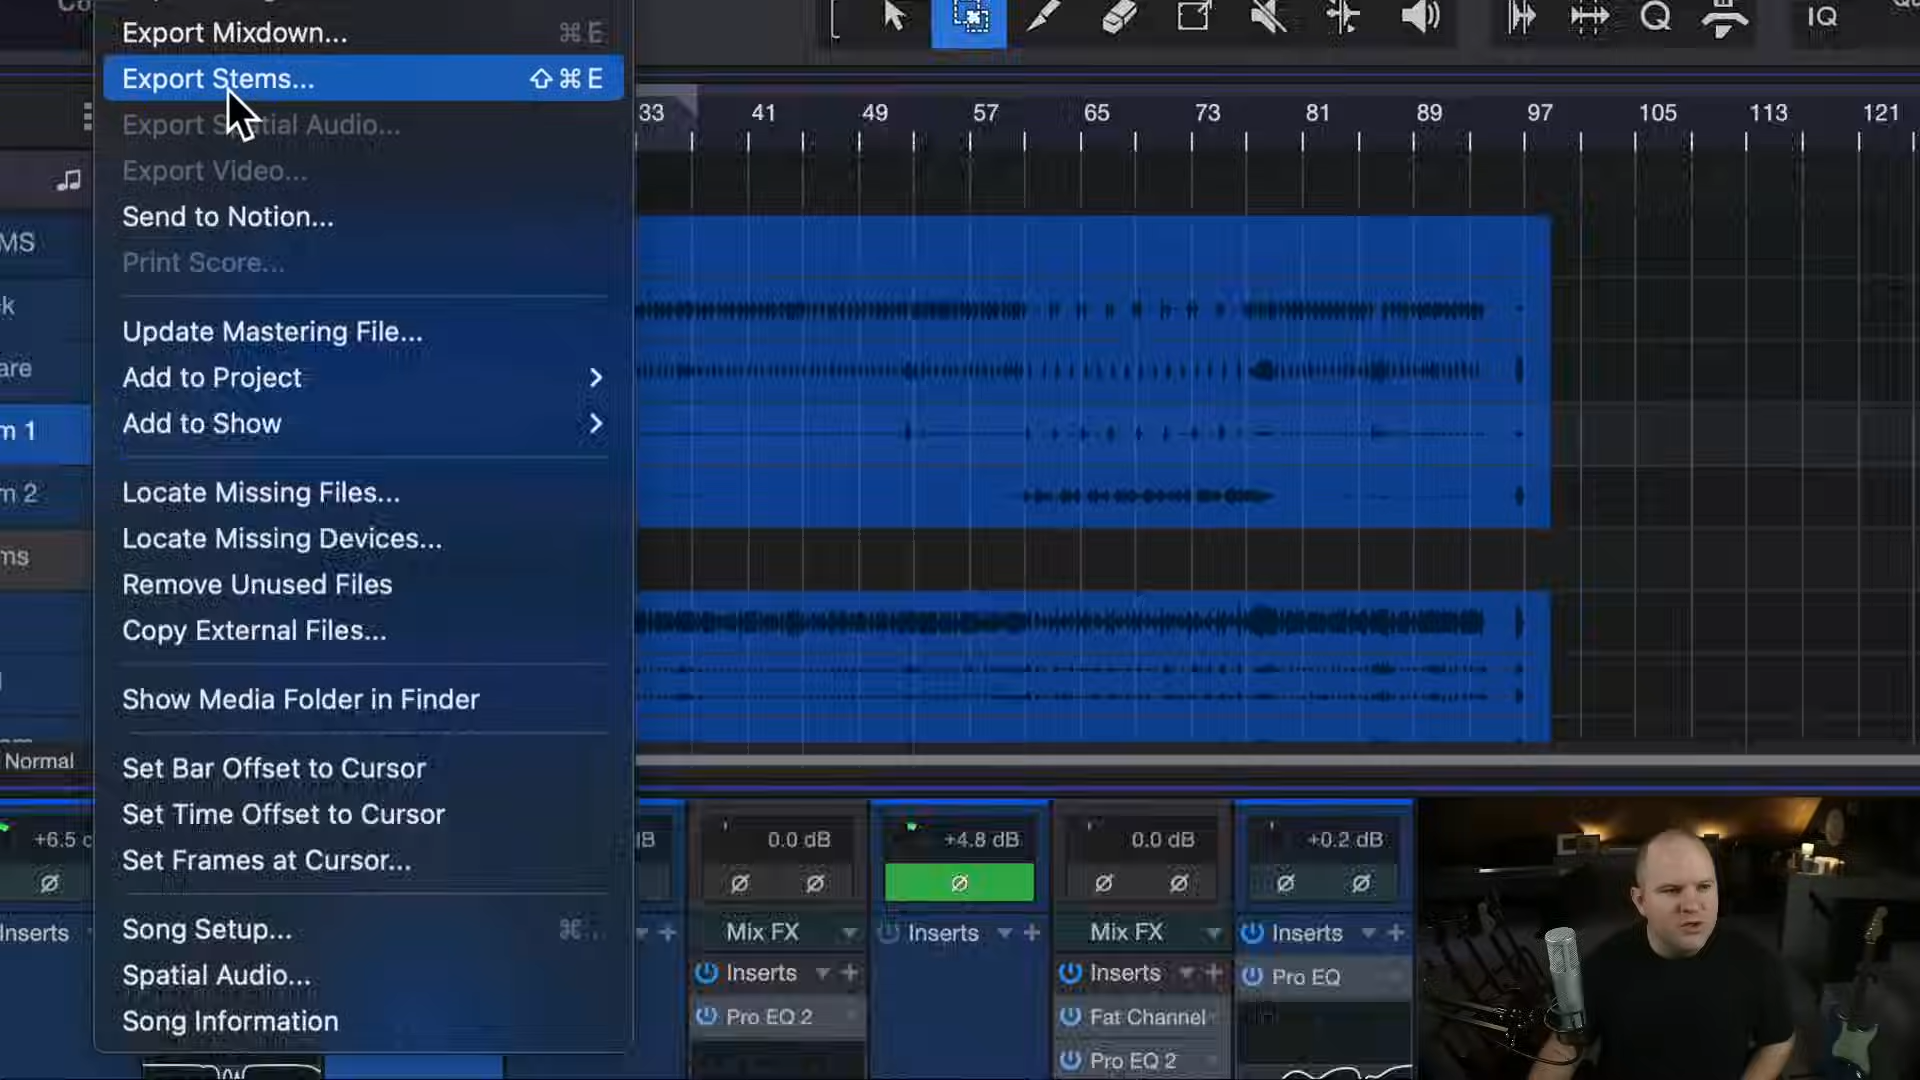 Export Mixdown... ⌘E
Export Stems... ⇧⌘E
Export Spatial Audio...
Export Video...
Send to Notion...
Print Score...
Update Mastering File...
Add to Project
Add to Show
Locate Missing Files...
Locate Missing Devices...
Remove Unused Files
Copy External Files...
Show Media Folder in Finder
Set Bar Offset to Cursor
Set Time Offset to Cursor
Set Frames at Cursor...
Song Setup... ⌘.
Spatial Audio...
Song Information
Q IQ
33 41 49 57 65 73 81 89 97 105 113 121
MS
k
are
m 1
m 2
ms
Normal
+6.5 dB 0.0 dB +4.8 dB 0.0 dB +0.2 dB
Ø Ø Ø Ø Ø Ø Ø Ø
Inserts Mix FX Inserts Mix FX Inserts
Inserts Inserts Pro EQ
Pro EQ 2 Fat Channel
Pro EQ 2